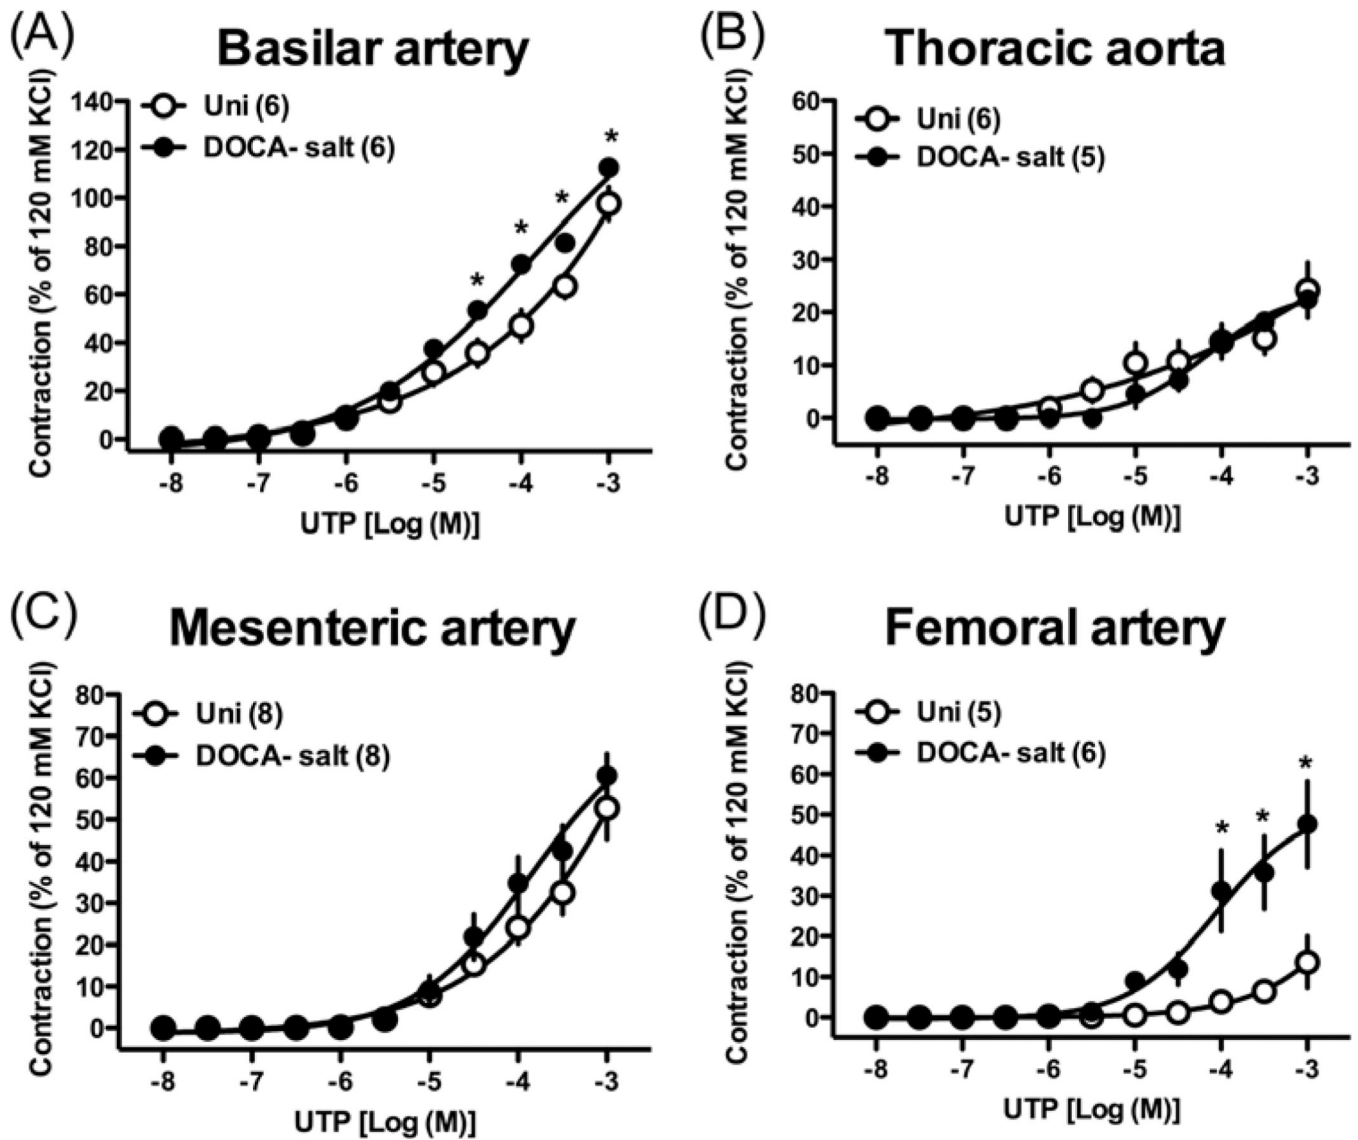 (A) Basilar artery
Contraction (% of 120 mM KCl)
140
120
100
80
60
40
20
0
Uni (6)
DOCA- salt (6)
*
*
*
*
-8 -7 -6 -5 -4 -3
UTP [Log (M)]
(B) Thoracic aorta
Contraction (% of 120 mM KCl)
60
50
40
30
20
10
0
Uni (6)
DOCA- salt (5)
-8 -7 -6 -5 -4 -3
UTP [Log (M)]
(C) Mesenteric artery
Contraction (% of 120 mM KCl)
80
70
60
50
40
30
20
10
0
Uni (8)
DOCA- salt (8)
-8 -7 -6 -5 -4 -3
UTP [Log (M)]
(D) Femoral artery
Contraction (% of 120 mM KCl)
80
70
60
50
40
30
20
10
0
Uni (5)
DOCA- salt (6)
*
*
*
-8 -7 -6 -5 -4 -3
UTP [Log (M)]